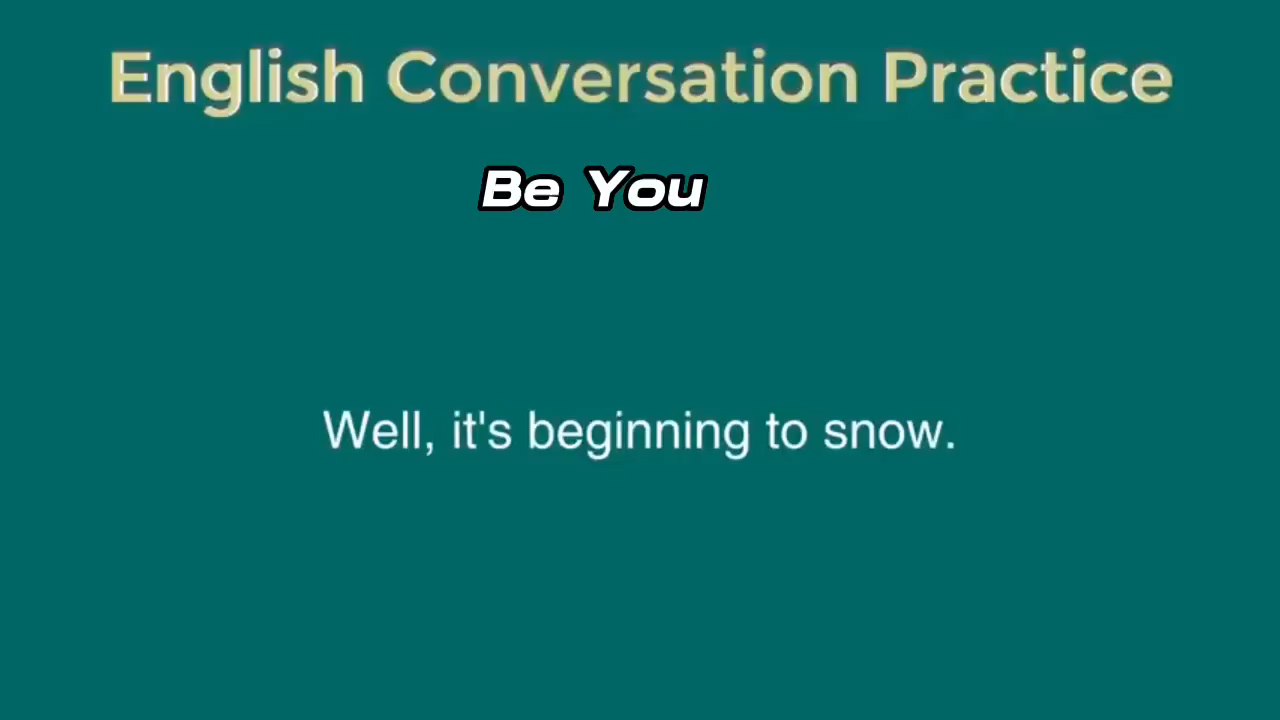 English Conversation Practice
Be You
Well, it's beginning to snow.